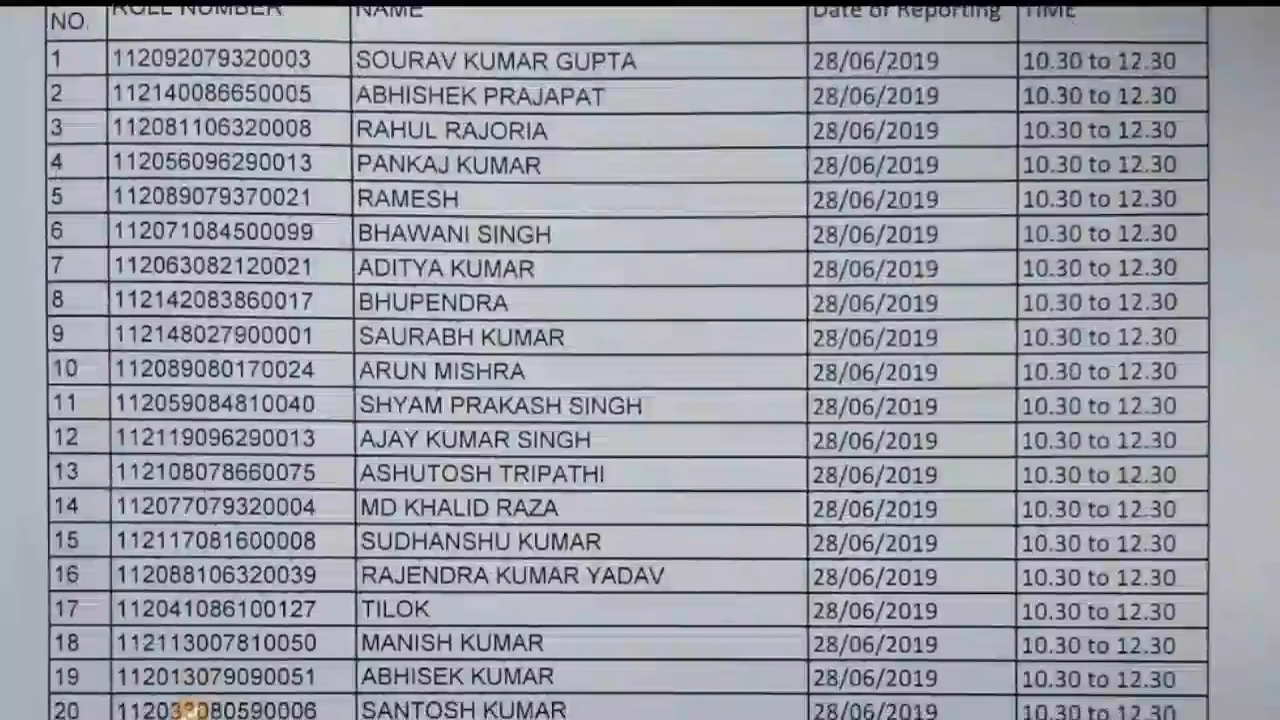 NO. ROLL NUMBER NAME Date of Reporting TIME
1 112092079320003 SOURAV KUMAR GUPTA 28/06/2019 10.30 to 12.30
2 112140086650005 ABHISHEK PRAJAPAT 28/06/2019 10.30 to 12.30
3 112081106320008 RAHUL RAJORIA 28/06/2019 10.30 to 12.30
4 112056096290013 PANKAJ KUMAR 28/06/2019 10.30 to 12.30
5 112089079370021 RAMESH 28/06/2019 10.30 to 12.30
6 112071084500099 BHAWANI SINGH 28/06/2019 10.30 to 12.30
7 112063082120021 ADITYA KUMAR 28/06/2019 10.30 to 12.30
8 112142083860017 BHUPENDRA 28/06/2019 10.30 to 12.30
9 112148027900001 SAURABH KUMAR 28/06/2019 10.30 to 12.30
10 112089080170024 ARUN MISHRA 28/06/2019 10.30 to 12.30
11 112059084810040 SHYAM PRAKASH SINGH 28/06/2019 10.30 to 12.30
12 112119096290013 AJAY KUMAR SINGH 28/06/2019 10.30 to 12.30
13 112108078660075 ASHUTOSH TRIPATHI 28/06/2019 10.30 to 12.30
14 112077079320004 MD KHALID RAZA 28/06/2019 10.30 to 12.30
15 112117081600008 SUDHANSHU KUMAR 28/06/2019 10.30 to 12.30
16 112088106320039 RAJENDRA KUMAR YADAV 28/06/2019 10.30 to 12.30
17 112041086100127 TILOK 28/06/2019 10.30 to 12.30
18 112113007810050 MANISH KUMAR 28/06/2019 10.30 to 12.30
19 112013079090051 ABHISEK KUMAR 28/06/2019 10.30 to 12.30
20 SANTOSH KUMAR 28/06/2019 10.30 to 12.30